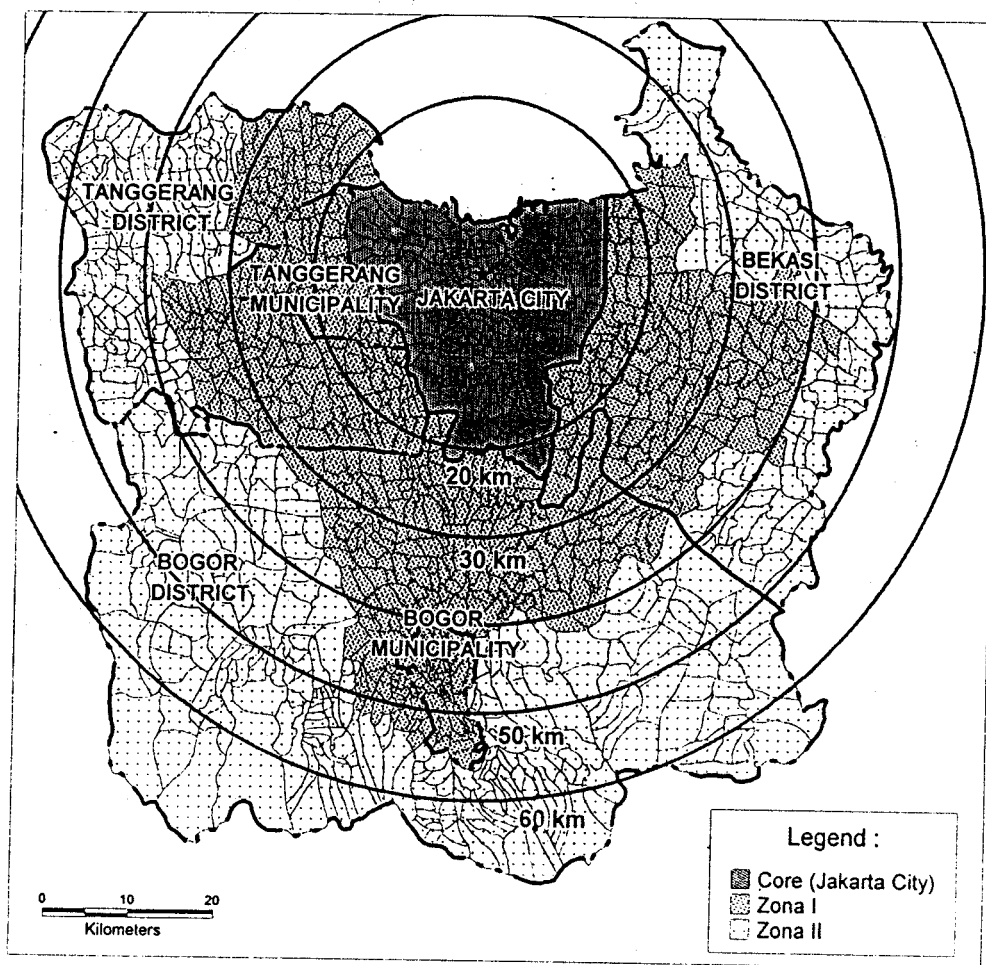 TANGGERANG
DISTRICT
TANGGERANG
MUNICIPALITY
JAKARTA CITY
BEKASI
DISTRICT
20 km
30 km
BOGOR
DISTRICT
BOGOR
MUNICIPALITY
50 km
60 km
0 10 20
Kilometers
Legend :
Core (Jakarta City)
Zona I
Zona II